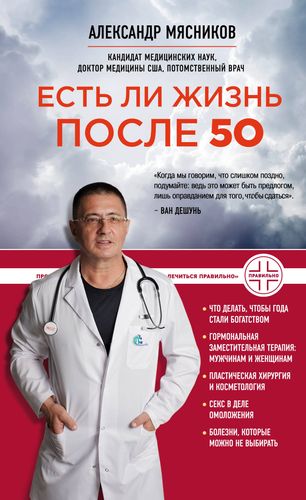 АЛЕКСАНДР МЯСНИКОВ
КАНДИДАТ МЕДИЦИНСКИХ НАУК,
ДОКТОР МЕДИЦИНЫ США, ПОТОМСТВЕННЫЙ ВРАЧ
ЕСТЬ ЛИ ЖИЗНЬ
ПОСЛЕ 50
«Когда мы говорим, что слишком поздно,
подумайте: ведь это может быть предлогом,
лишь оправданием для того, чтобы сдаться».
– ВАН ДЕШУНЬ
ЛЕЧИТЬСЯ ПРАВИЛЬНО»
ПРАВИЛЬНО
• ЧТО ДЕЛАТЬ, ЧТОБЫ ГОДА
СТАЛИ БОГАТСТВОМ
• ГОРМОНАЛЬНАЯ
ЗАМЕСТИТЕЛЬНАЯ ТЕРАПИЯ:
МУЖЧИНАМ И ЖЕНЩИНАМ
• ПЛАСТИЧЕСКАЯ ХИРУРГИЯ
И КОСМЕТОЛОГИЯ
• СЕКС В ДЕЛЕ
ОМОЛОЖЕНИЯ
• БОЛЕЗНИ, КОТОРЫЕ
МОЖНО НЕ ВЫБИРАТЬ